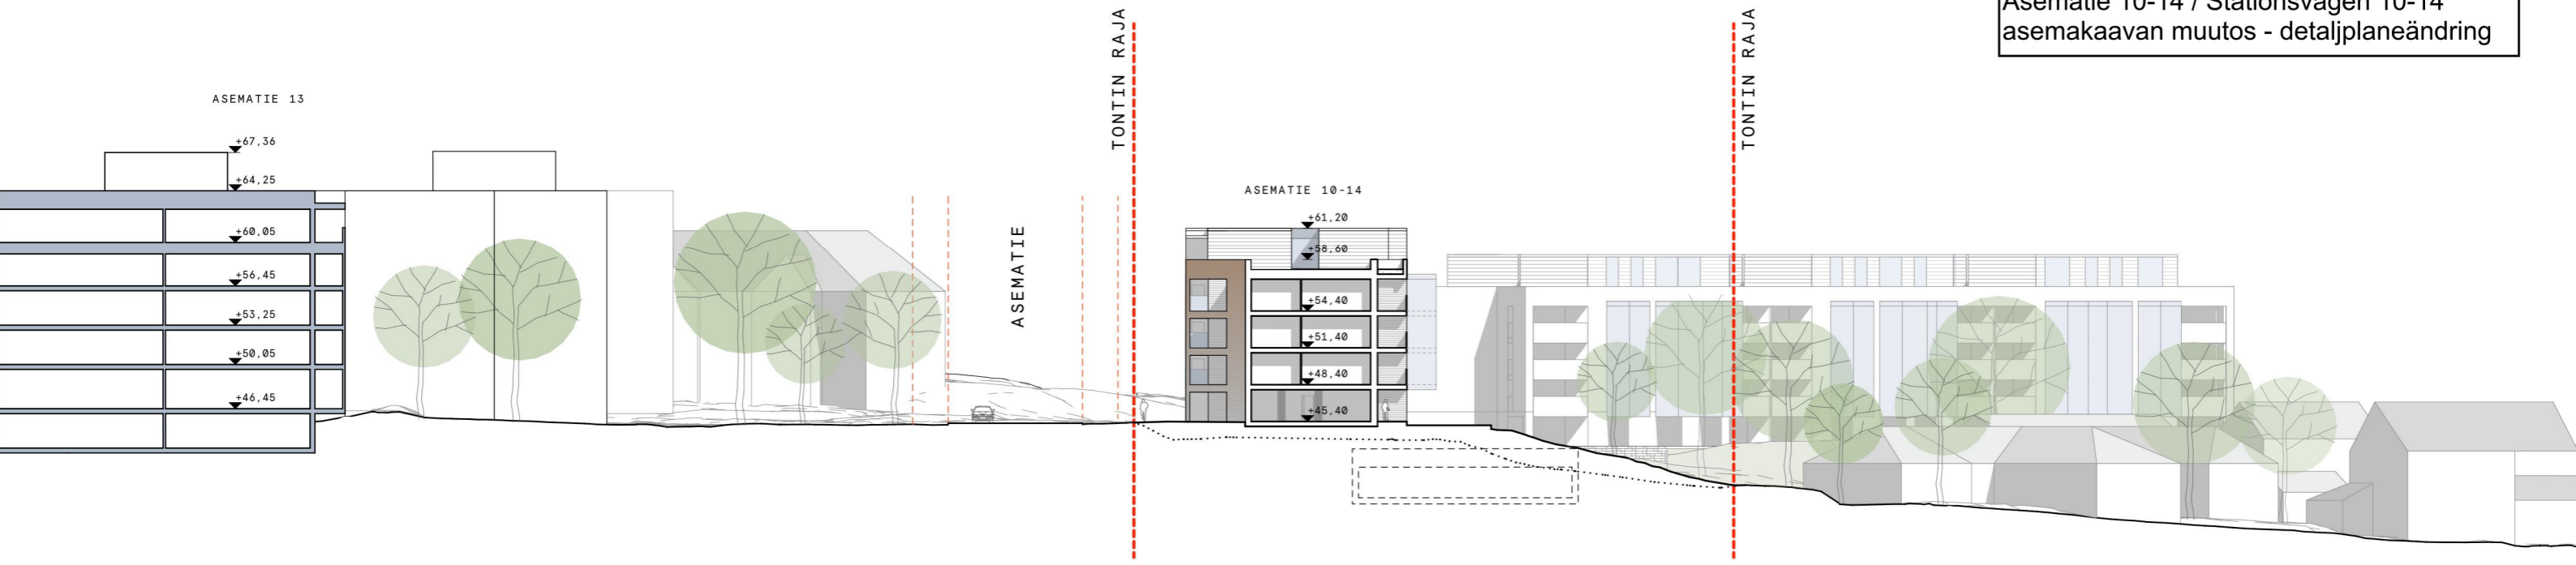 Asematie 10-14 / Stationsvägen 10-14
asemakaavan muutos - detaljplaneändring
ASEMATIE 13
+67,36
+64,25
+60,05
+56,45
+53,25
+50,05
+46,45
ASEMATIE
TONTIN RAJA
ASEMATIE 10-14
+61,20
+58,60
+54,40
+51,40
+48,40
+45,40
TONTIN RAJA